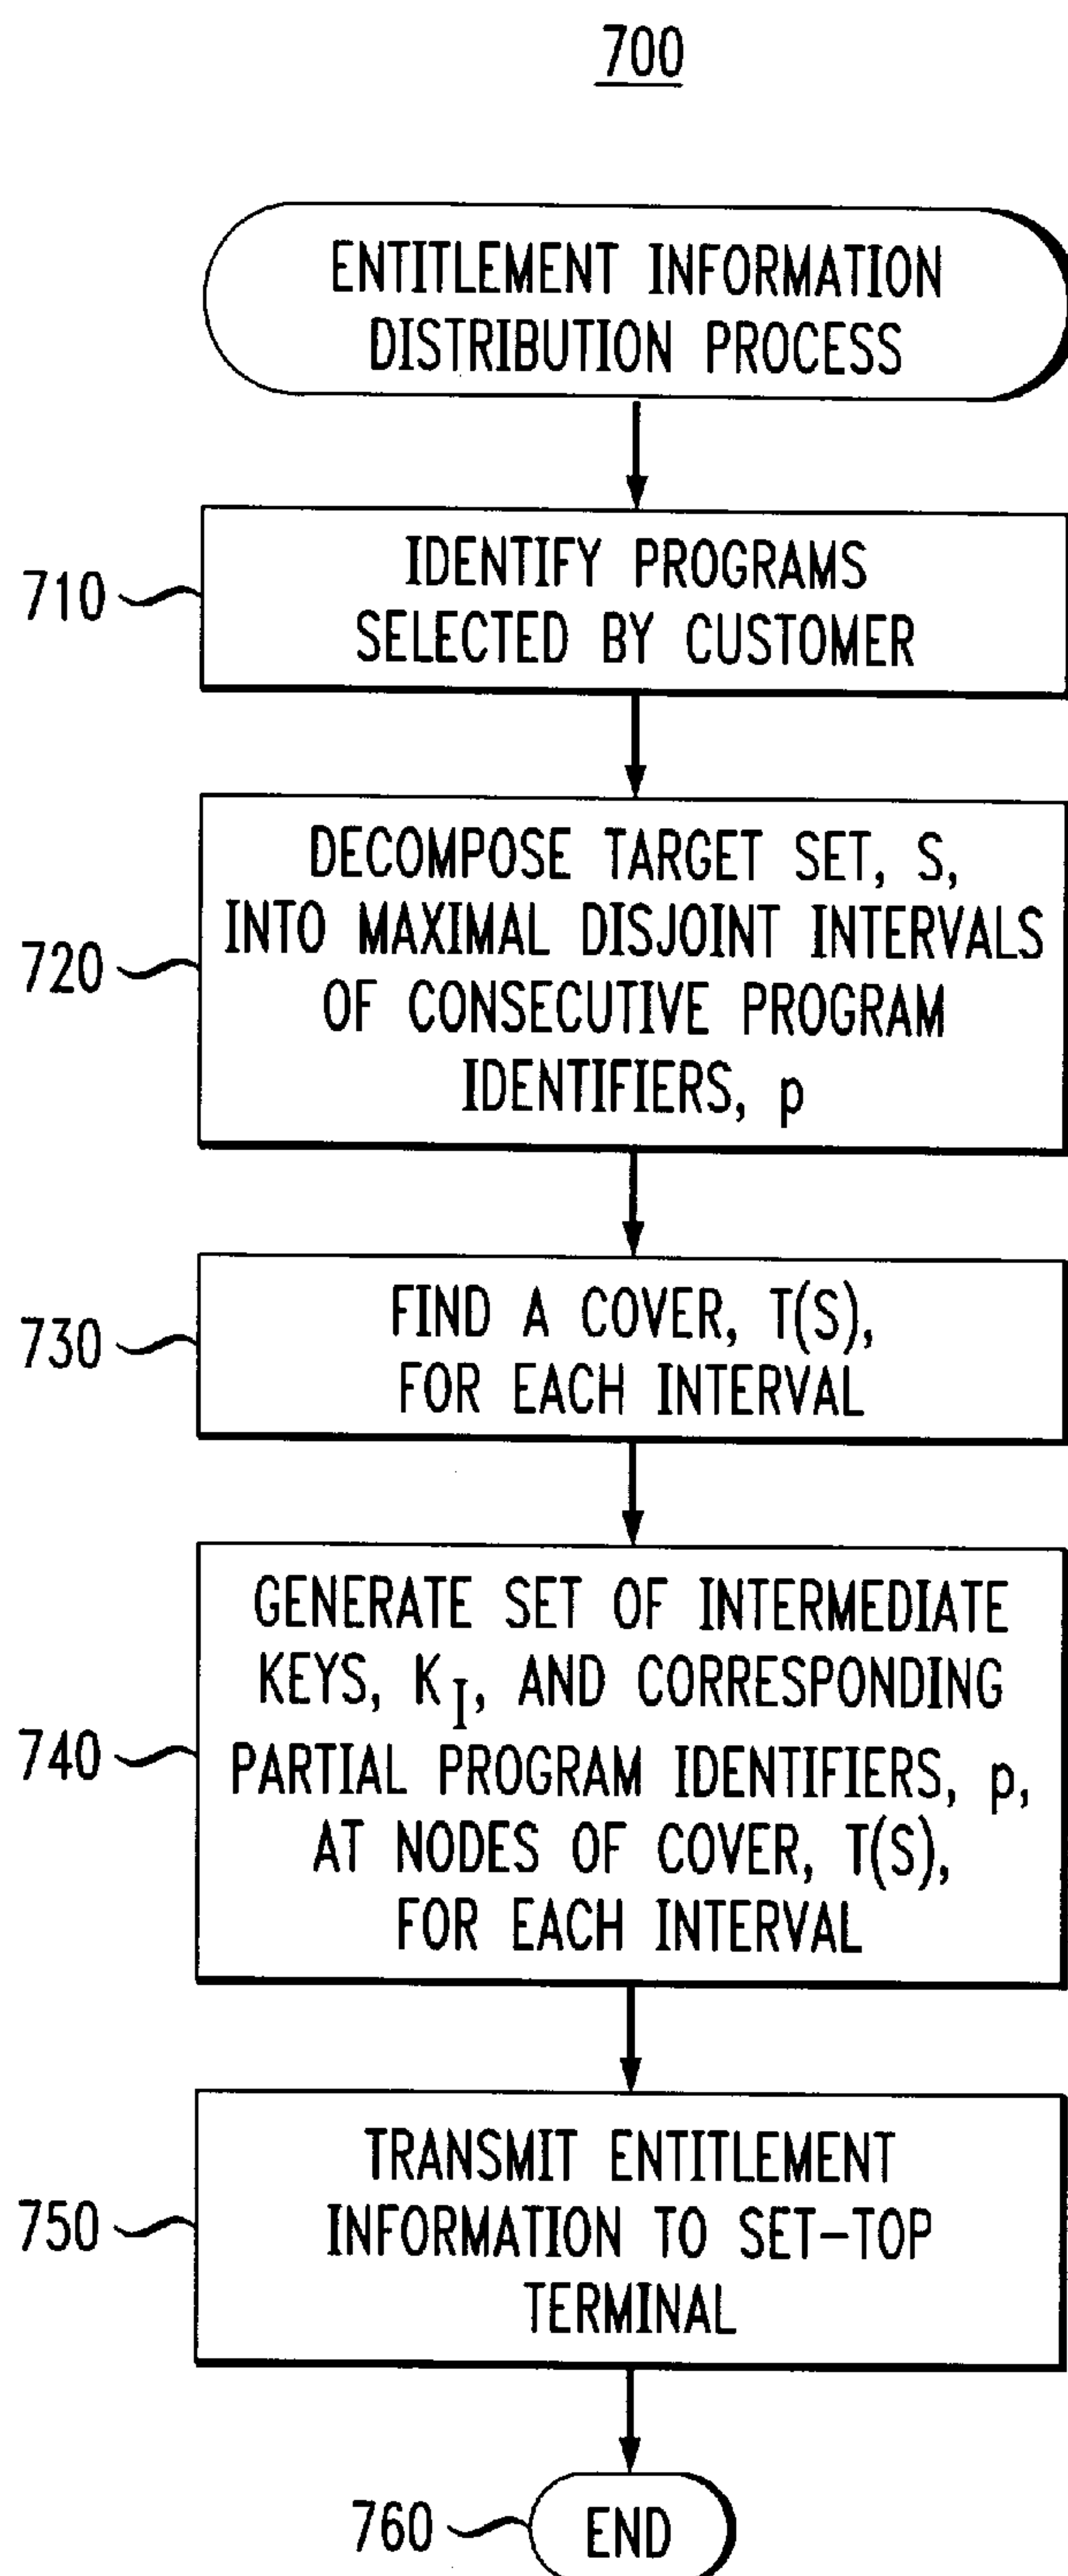 700
ENTITLEMENT INFORMATION
DISTRIBUTION PROCESS
710
IDENTIFY PROGRAMS
SELECTED BY CUSTOMER
720
DECOMPOSE TARGET SET, S,
INTO MAXIMAL DISJOINT INTERVALS
OF CONSECUTIVE PROGRAM
IDENTIFIERS, p
730
FIND A COVER, T(S),
FOR EACH INTERVAL
740
GENERATE SET OF INTERMEDIATE
KEYS, K_I, AND CORRESPONDING
PARTIAL PROGRAM IDENTIFIERS, p,
AT NODES OF COVER, T(S),
FOR EACH INTERVAL
750
TRANSMIT ENTITLEMENT
INFORMATION TO SET-TOP
TERMINAL
760
END